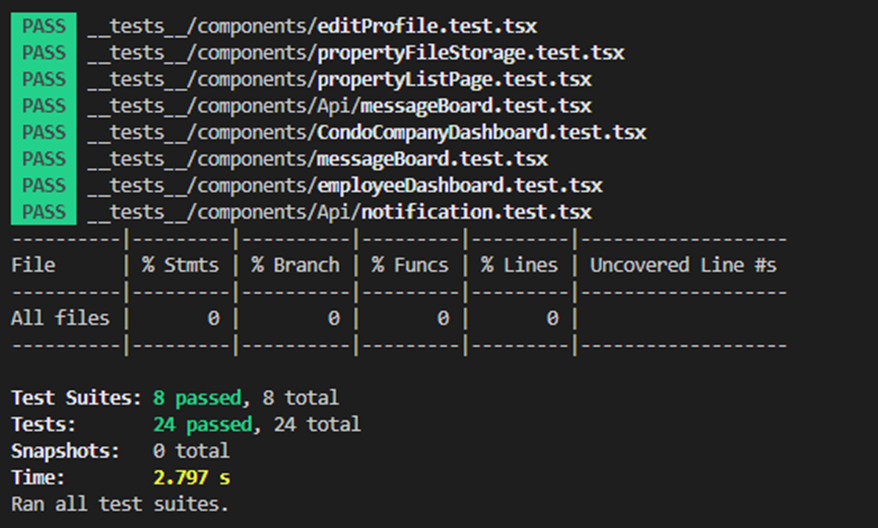 PASS __tests__/components/editProfile.test.tsx
PASS __tests__/components/propertyFileStorage.test.tsx
PASS __tests__/components/propertyListPage.test.tsx
PASS __tests__/components/Api/messageBoard.test.tsx
PASS __tests__/components/CondoCompanyDashboard.test.tsx
PASS __tests__/components/messageBoard.test.tsx
PASS __tests__/components/employeeDashboard.test.tsx
PASS __tests__/components/Api/notification.test.tsx
----------|---------|----------|---------|---------|-------------------
File      | % Stmts | % Branch | % Funcs | % Lines | Uncovered Line #s
----------|---------|----------|---------|---------|-------------------
All files |       0 |        0 |       0 |       0 |
----------|---------|----------|---------|---------|-------------------
Test Suites: 8 passed, 8 total
Tests:       24 passed, 24 total
Snapshots:   0 total
Time:        2.797 s
Ran all test suites.